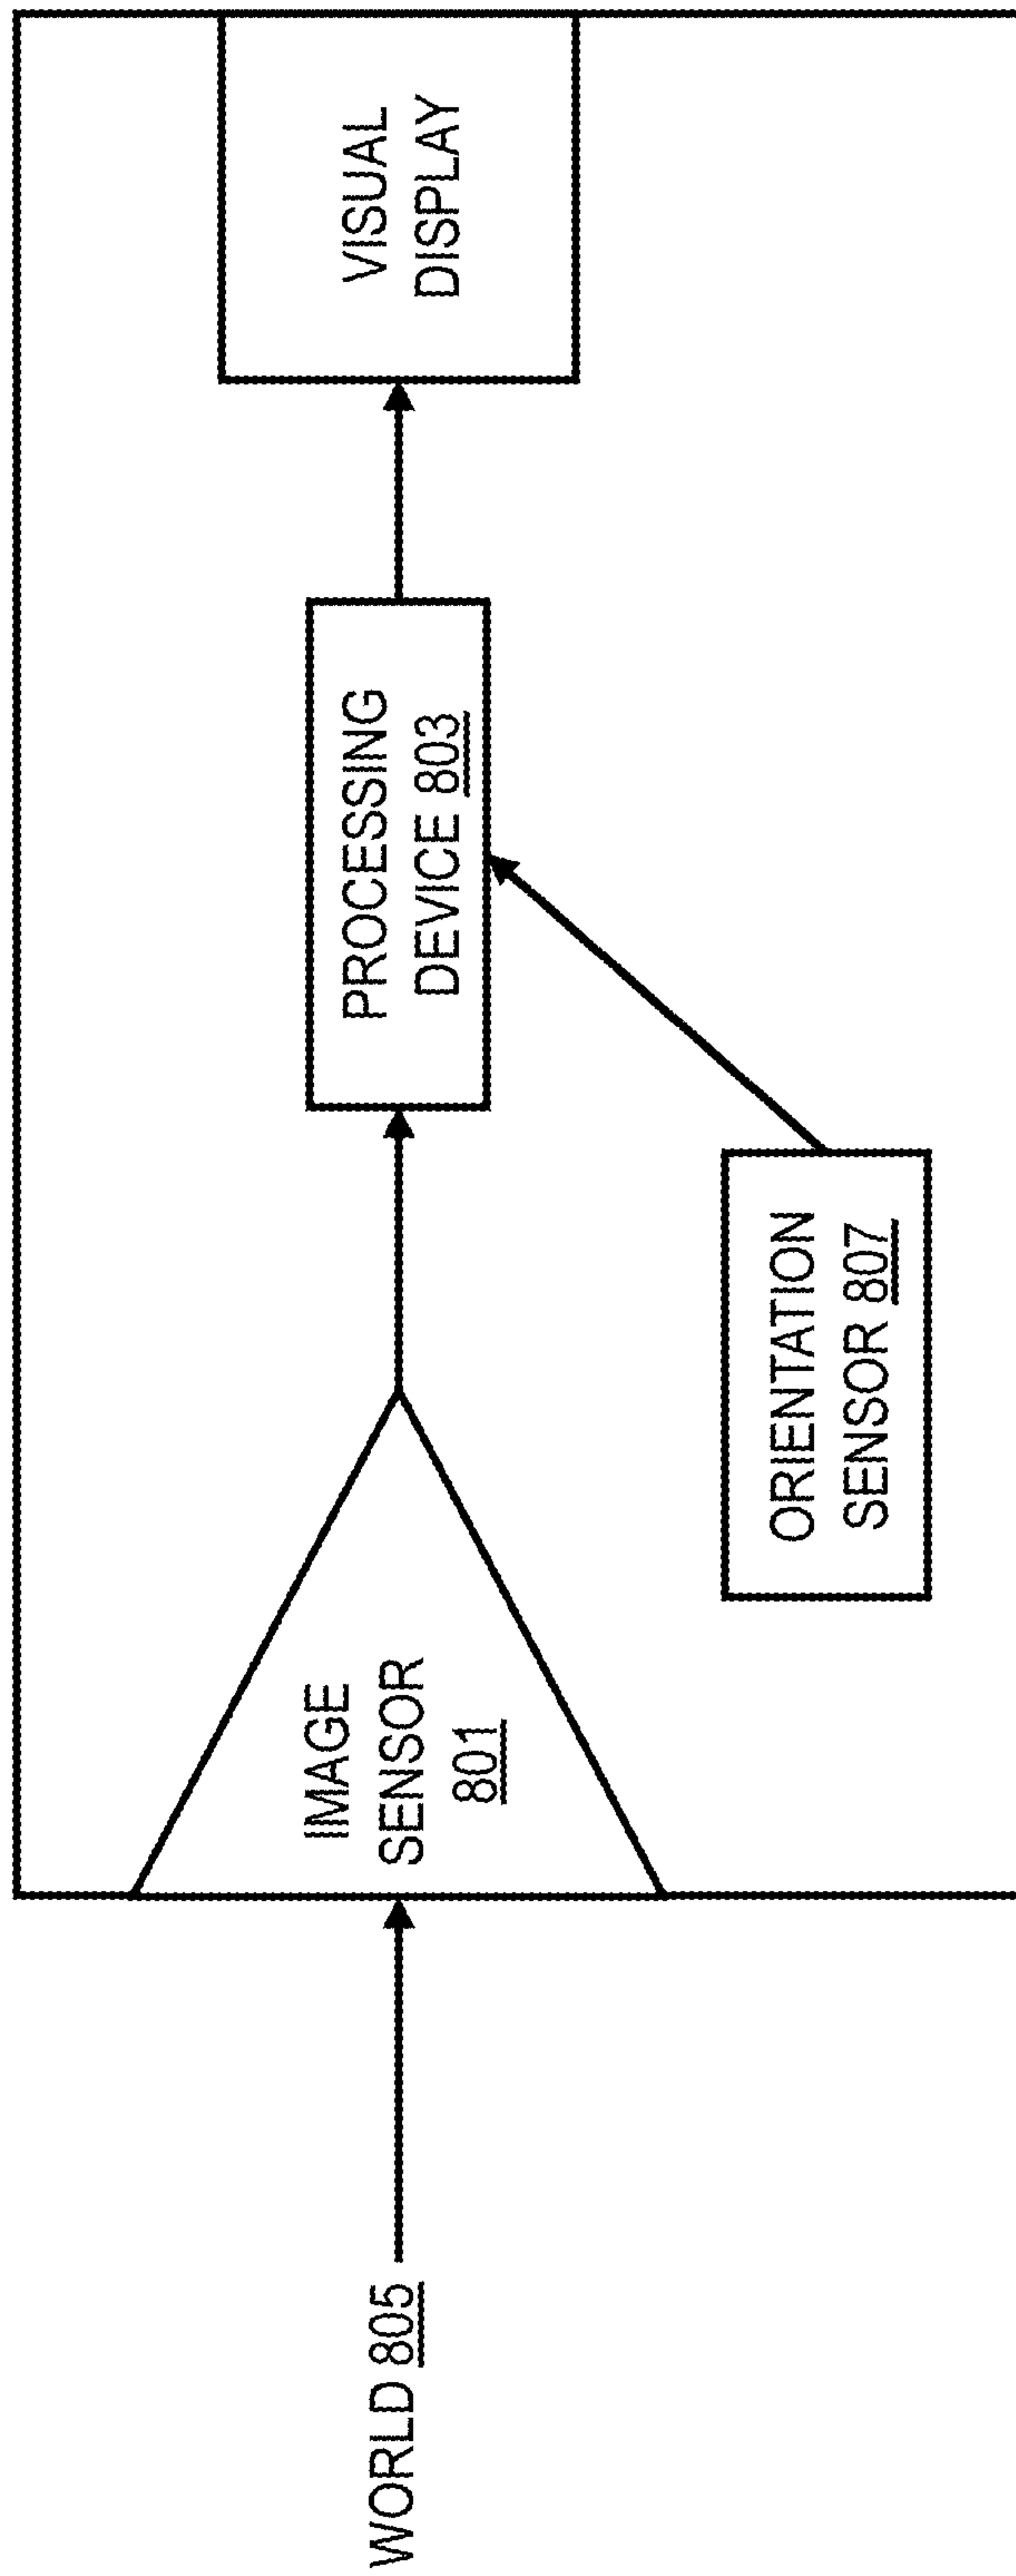 WORLD 805
IMAGE
SENSOR
801
PROCESSING
DEVICE 803
VISUAL
DISPLAY
ORIENTATION
SENSOR 807